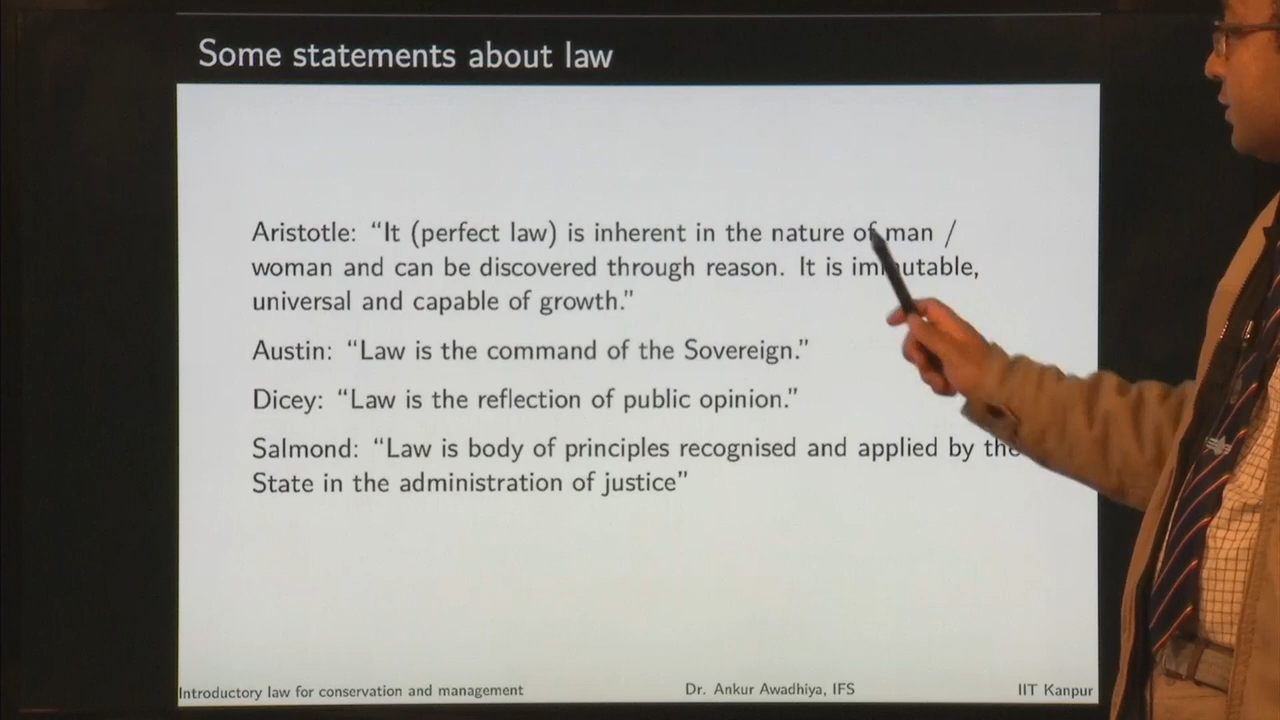 Some statements about law
Aristotle: “It (perfect law) is inherent in the nature of man /
woman and can be discovered through reason. It is immutable,
universal and capable of growth.”
Austin: “Law is the command of the Sovereign.”
Dicey: “Law is the reflection of public opinion.”
Salmond: “Law is body of principles recognised and applied by the
State in the administration of justice”
Introductory law for conservation and management Dr. Ankur Awadhiya, IFS IIT Kanpur